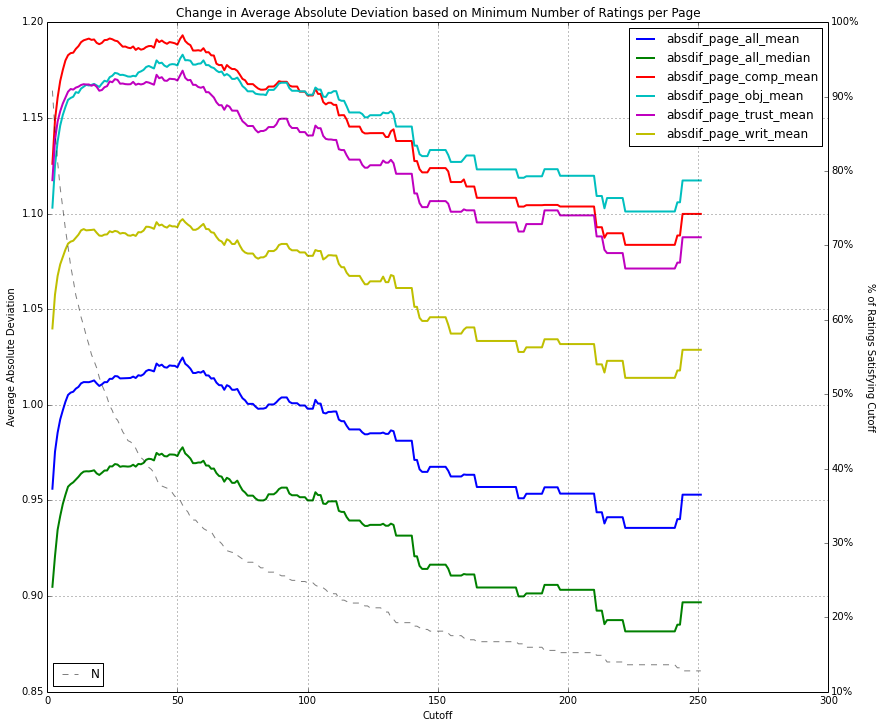 Change in Average Absolute Deviation based on Minimum Number of Ratings per Page
1.20
1.15
1.10
1.05
1.00
0.95
0.90
0.85
Average Absolute Deviation
absdif_page_all_mean
absdif_page_all_median
absdif_page_comp_mean
absdif_page_obj_mean
absdif_page_trust_mean
absdif_page_writ_mean
100%
90%
80%
70%
60%
50%
40%
30%
20%
10%
% of Ratings Satisfying Cutoff
N
0 50 100 150 200 250 300
Cutoff